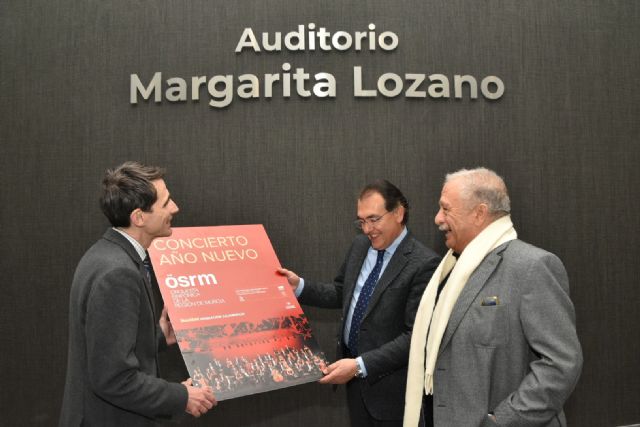 Auditorio
Margarita Lozano
CONCIERTO
AÑO NUEVO
ösrm
ORQUESTA
SINFÓNICA
DE LA
REGIÓN DE MURCIA